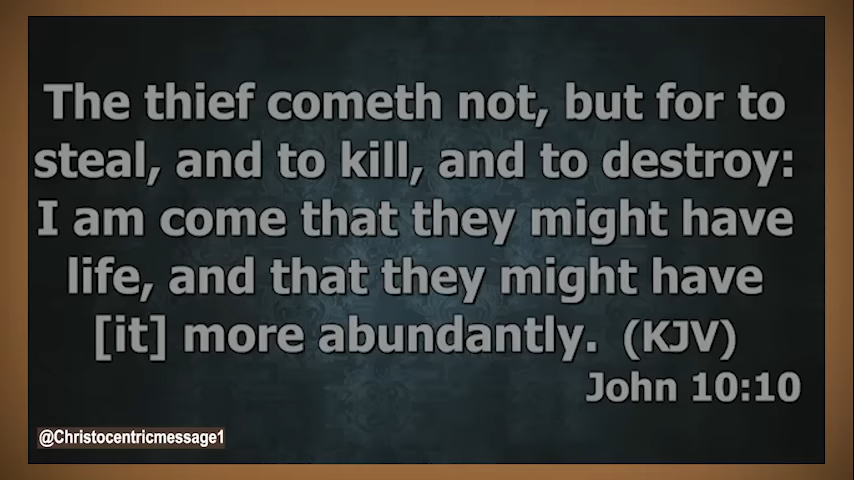 The thief cometh not, but for to
steal, and to kill, and to destroy:
I am come that they might have
life, and that they might have
[it] more abundantly. (KJV)
John 10:10
@Christocentricmessage1